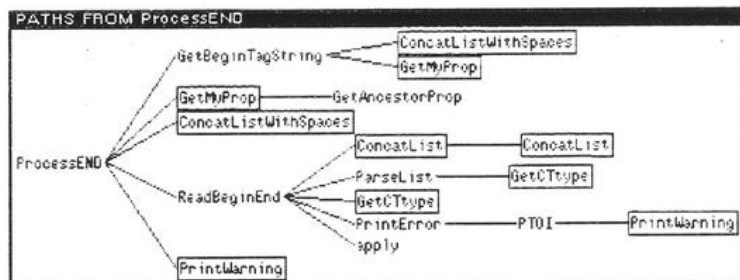 PATHS FROM ProcessEND
ConcatListWithSpaces
GetBeginTagString
GetMyProp
GetMyProp GetAncestorProp
ConcatListWithSpaces
ConcatList ConcatList
ProcessEND
ParseList GetCTtype
ReadBeginEnd
GetCTtype
PrintError PTOI PrintWarning
apply
PrintWarning